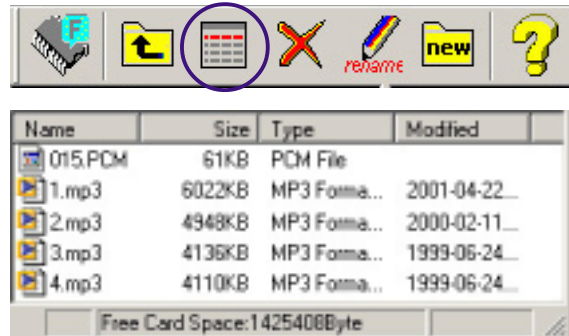 F
rename new ?
Name Size Type Modified
015.PCM 61KB PCM File
1.mp3 6022KB MP3 Forma... 2001-04-22...
2.mp3 4948KB MP3 Forma... 2000-02-11...
3.mp3 4136KB MP3 Forma... 1999-06-24...
4.mp3 4110KB MP3 Forma... 1999-06-24...
Free Card Space:1425408Byte